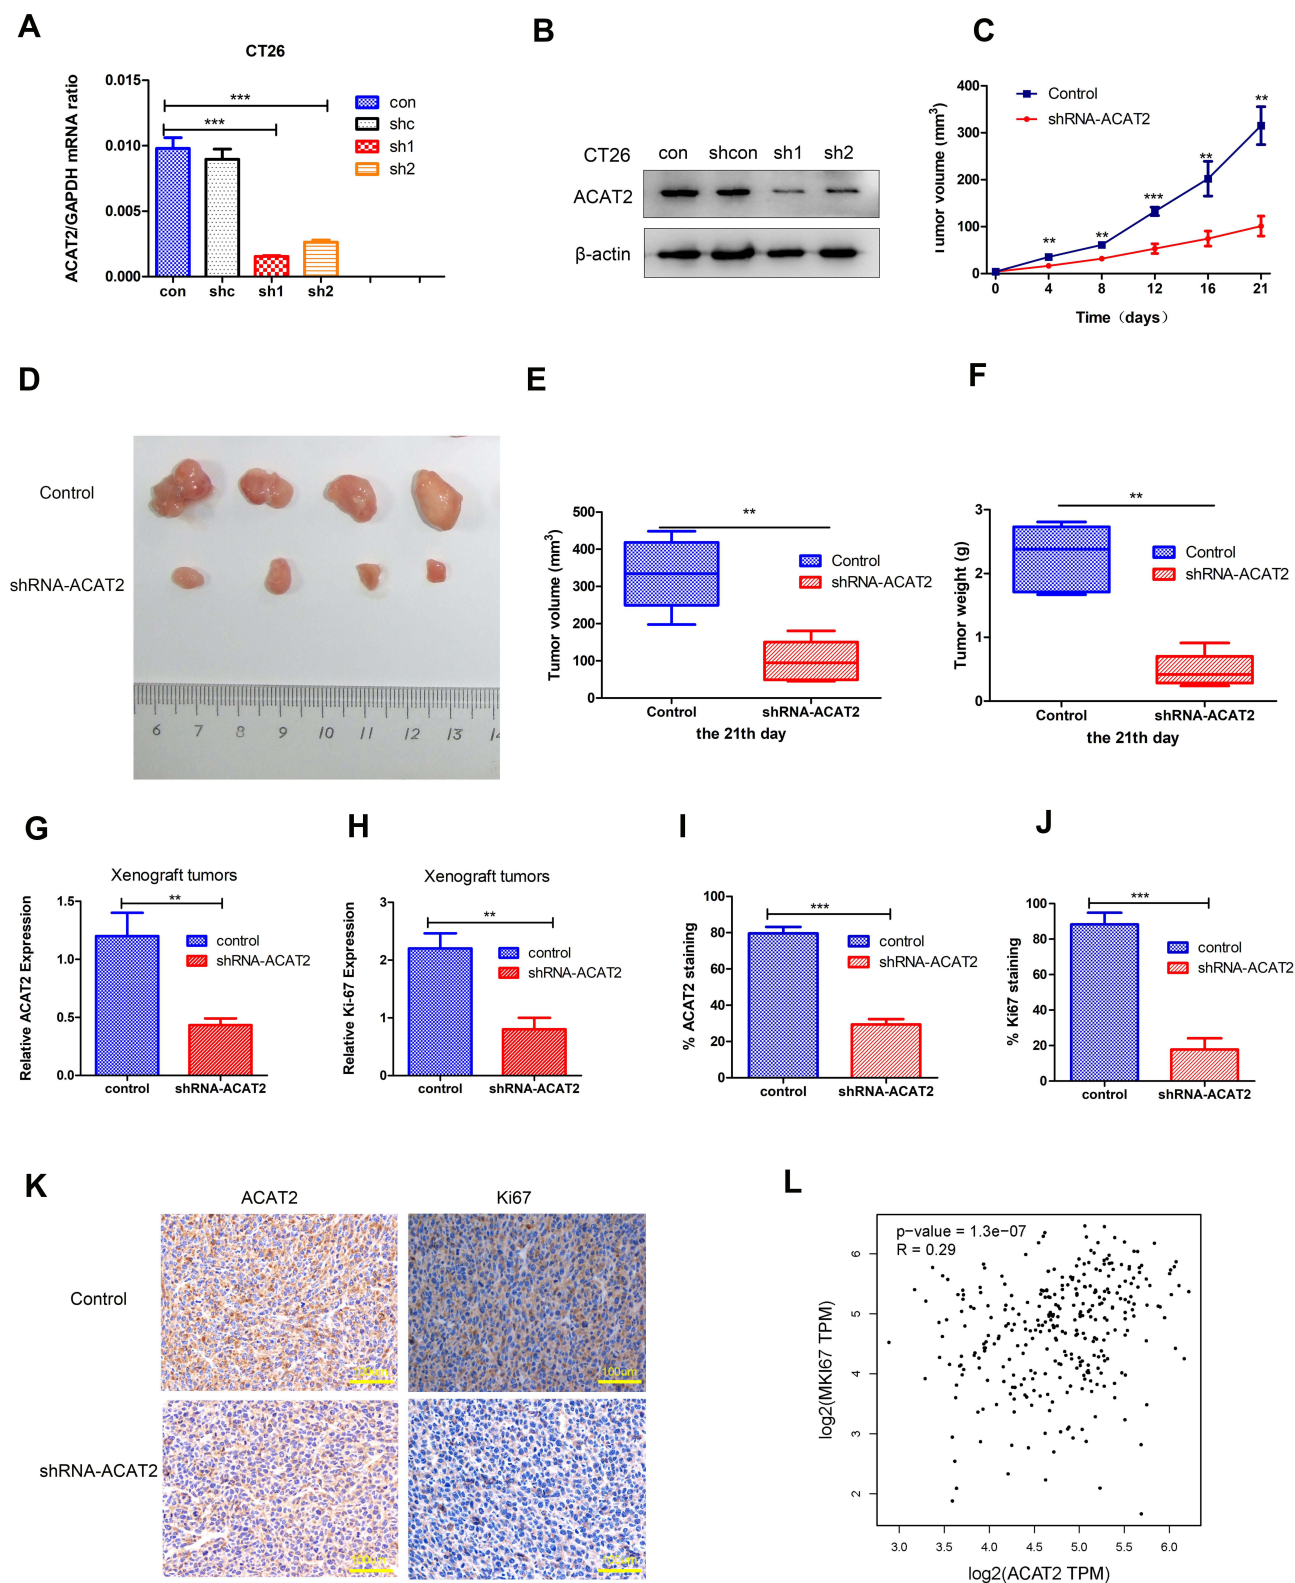 A
CT26
ACAT2/GAPDH mRNA ratio
0.015
0.010
0.005
0.000
***
***
con
shc
sh1
sh2
con
shc
sh1
sh2
B
CT26
con
shcon
sh1
sh2
ACAT2
β-actin
C
Tumor volume (mm3)
400
300
200
100
0
Control
shRNA-ACAT2
**
**
***
**
**
0
4
8
12
16
21
Time（days）
D
Control
shRNA-ACAT2
6
7
8
9
10
11
12
13
E
Tumor volume (mm3)
500
400
300
200
100
0
**
Control
shRNA-ACAT2
Control
shRNA-ACAT2
the 21th day
F
Tumor weight (g)
3
2
1
0
**
Control
shRNA-ACAT2
Control
shRNA-ACAT2
the 21th day
G
Xenograft tumors
Relative ACAT2 Expression
1.5
1.0
0.5
0.0
**
control
shRNA-ACAT2
control
shRNA-ACAT2
H
Xenograft tumors
Relative Ki-67 Expression
3
2
1
0
**
control
shRNA-ACAT2
control
shRNA-ACAT2
I
% ACAT2 staining
100
80
60
40
20
0
***
control
shRNA-ACAT2
control
shRNA-ACAT2
J
% Ki67 staining
100
80
60
40
20
0
***
control
shRNA-ACAT2
control
shRNA-ACAT2
K
ACAT2
Ki67
Control
100um
100um
shRNA-ACAT2
100um
100um
L
p−value = 1.3e−07
R = 0.29
log2(MKI67 TPM)
6
5
4
3
2
3.0
3.5
4.0
4.5
5.0
5.5
6.0
log2(ACAT2 TPM)